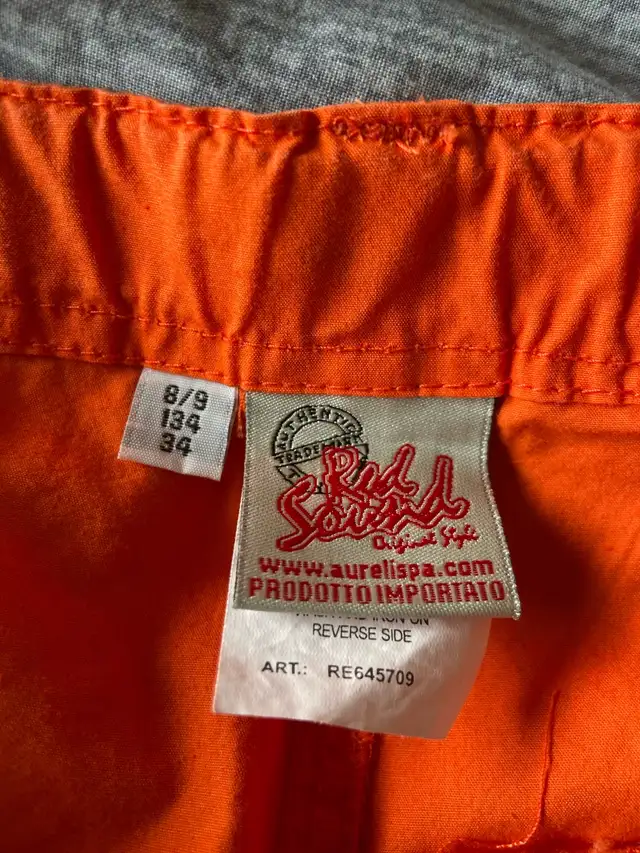 8/9
134
34
AUTHENTIC
TRADEMARK
Red
Sound
Original Style
www.aurelispa.com
PRODOTTO IMPORTATO
REVERSE SIDE
ART.: RE645709